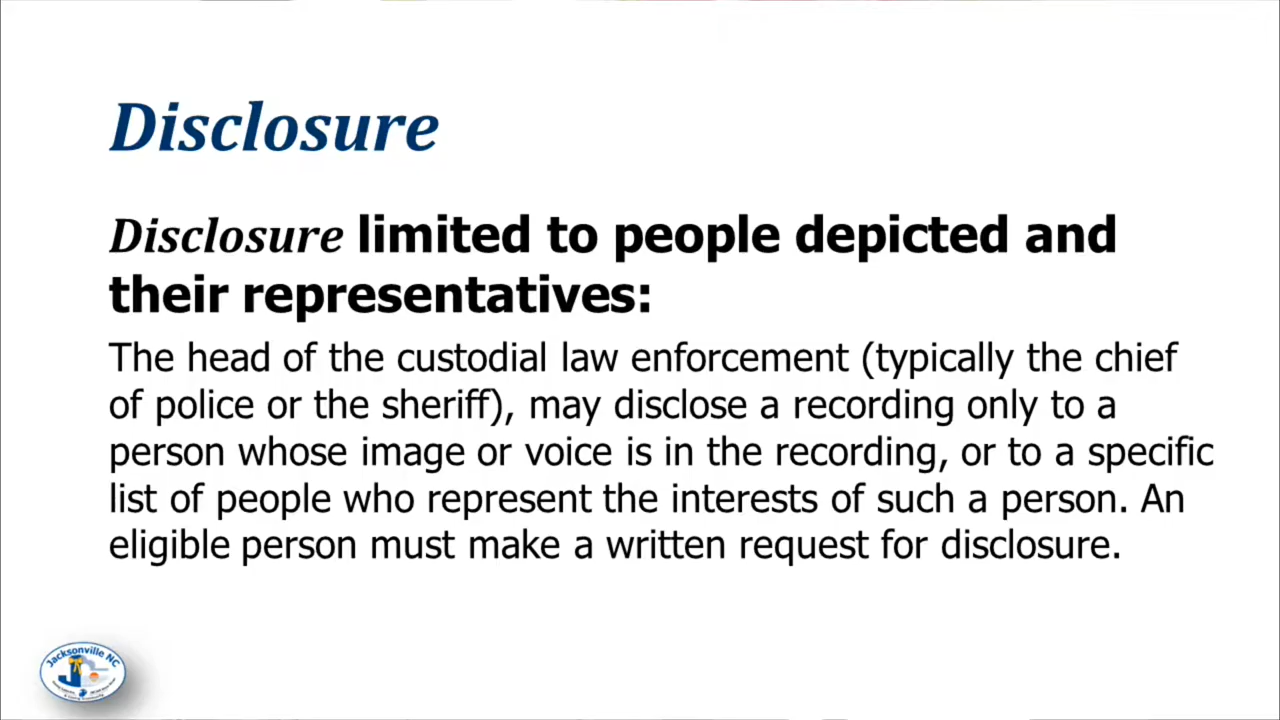 Disclosure
Disclosure limited to people depicted and
their representatives:
The head of the custodial law enforcement (typically the chief
of police or the sheriff), may disclose a recording only to a
person whose image or voice is in the recording, or to a specific
list of people who represent the interests of such a person. An
eligible person must make a written request for disclosure.
Jacksonville NC